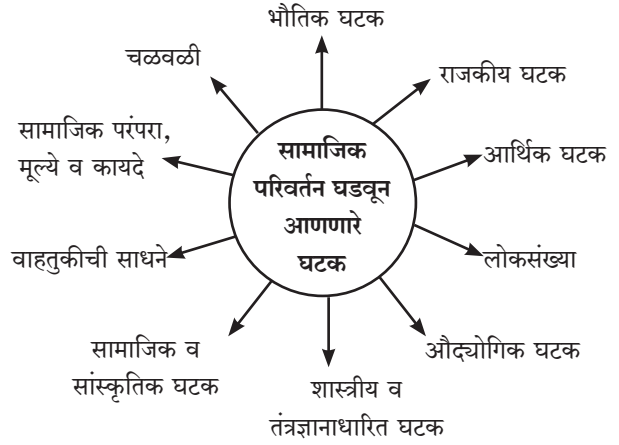 भौतिक घटक
राजकीय घटक
आर्थिक घटक
लोकसंख्या
औद्योगिक घटक
शास्त्रीय व
तंत्रज्ञानाधारित घटक
सामाजिक व
सांस्कृतिक घटक
वाहतुकीची साधने
सामाजिक परंपरा,
मूल्ये व कायदे
चळवळी
सामाजिक
परिवर्तन घडवून
आणणारे
घटक